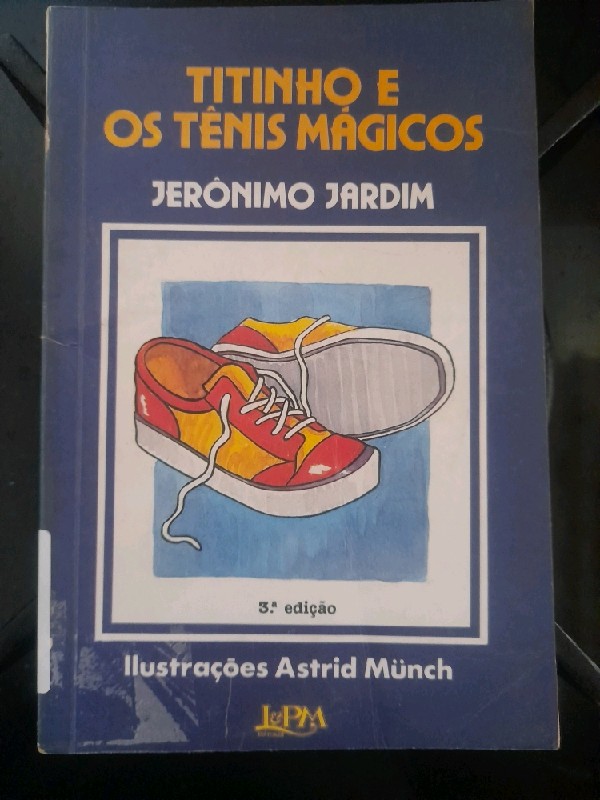 TITINHO E
OS TÊNIS MÁGICOS
JERÔNIMO JARDIM
3.ª edição
Ilustrações Astrid Münch
L&PM